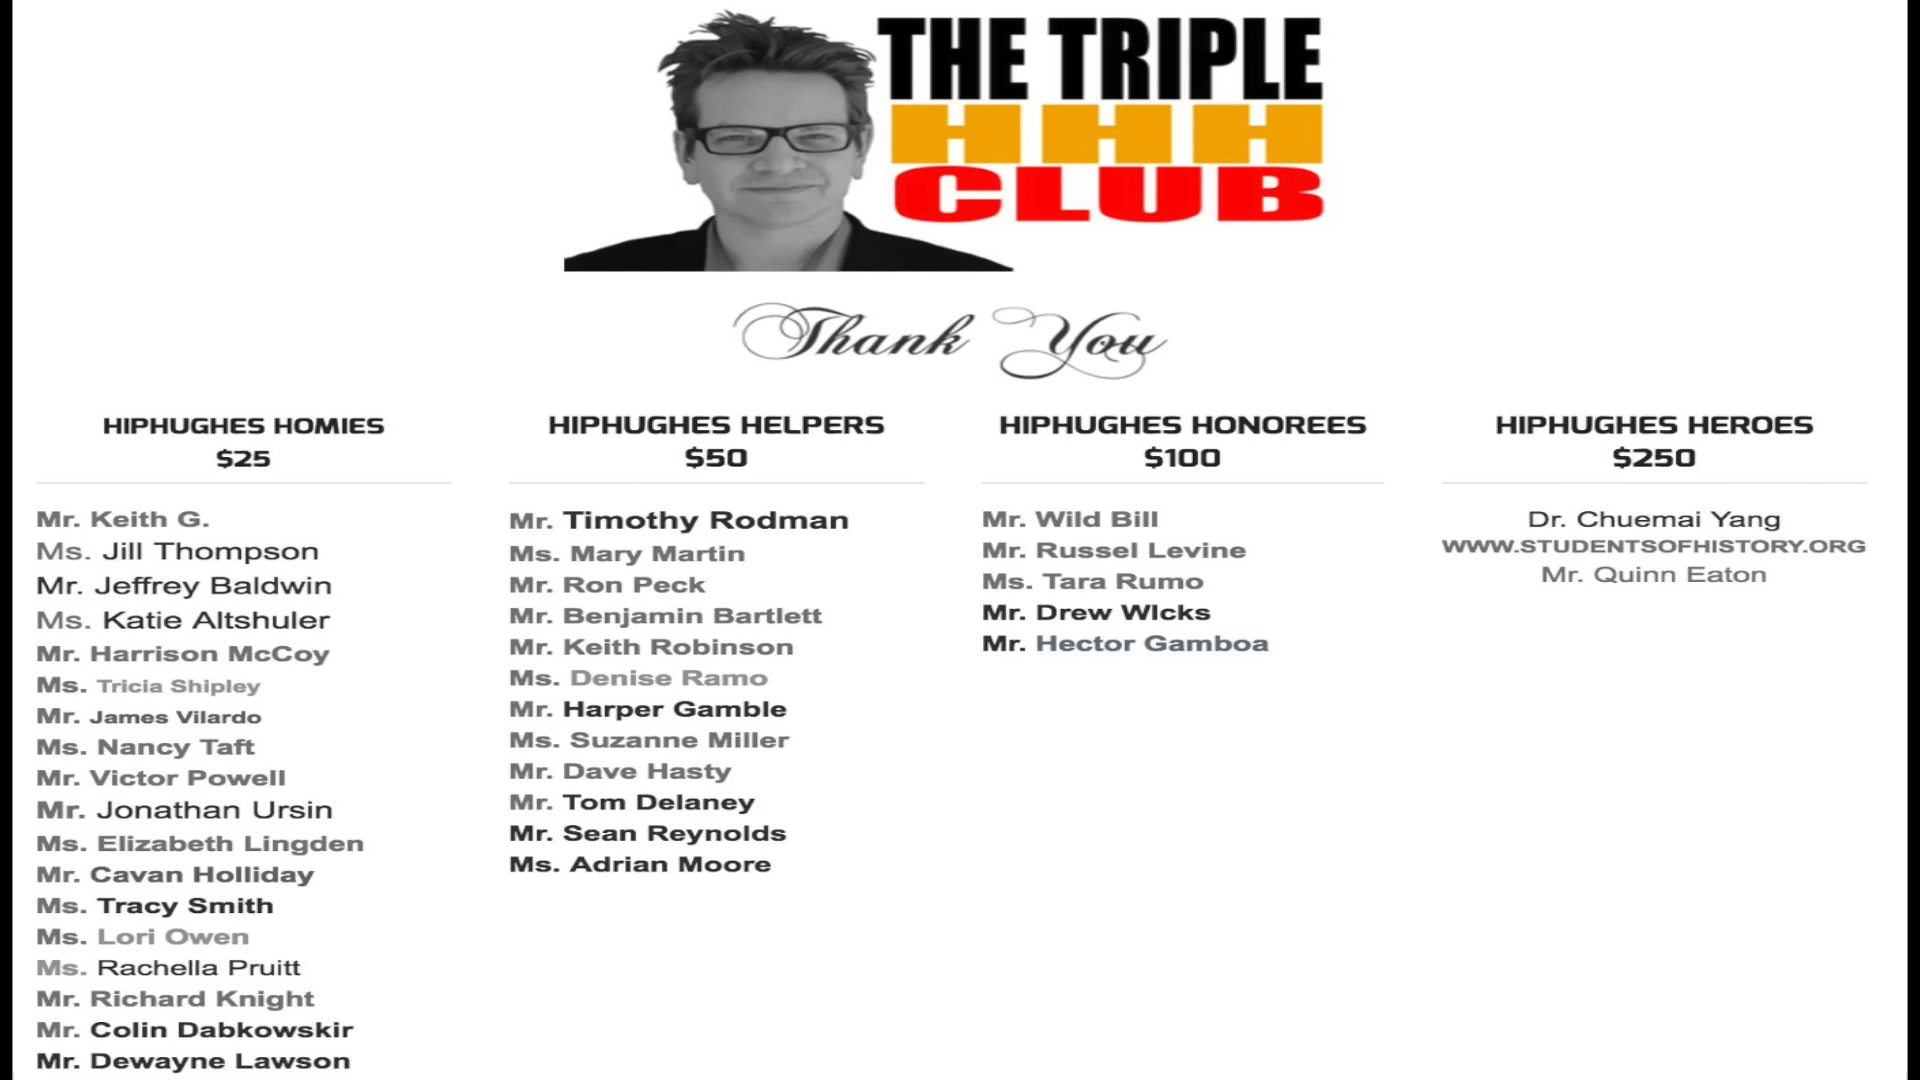 THE TRIPLE
HHH
CLUB
Thank You
HIPHUGHES HOMIES
$25
Mr. Keith G.
Ms. Jill Thompson
Mr. Jeffrey Baldwin
Ms. Katie Altshuler
Mr. Harrison McCoy
Ms. Tricia Shipley
Mr. James Vilardo
Ms. Nancy Taft
Mr. Victor Powell
Mr. Jonathan Ursin
Ms. Elizabeth Lingden
Mr. Cavan Holliday
Ms. Tracy Smith
Ms. Lori Owen
Ms. Rachella Pruitt
Mr. Richard Knight
Mr. Colin Dabkowskir
Mr. Dewayne Lawson
HIPHUGHES HELPERS
$50
Mr. Timothy Rodman
Ms. Mary Martin
Mr. Ron Peck
Mr. Benjamin Bartlett
Mr. Keith Robinson
Ms. Denise Ramo
Mr. Harper Gamble
Ms. Suzanne Miller
Mr. Dave Hasty
Mr. Tom Delaney
Mr. Sean Reynolds
Ms. Adrian Moore
HIPHUGHES HONOREES
$100
Mr. Wild Bill
Mr. Russel Levine
Ms. Tara Rumo
Mr. Drew WIcks
Mr. Hector Gamboa
HIPHUGHES HEROES
$250
Dr. Chuemai Yang
WWW.STUDENTSOFHISTORY.ORG
Mr. Quinn Eaton